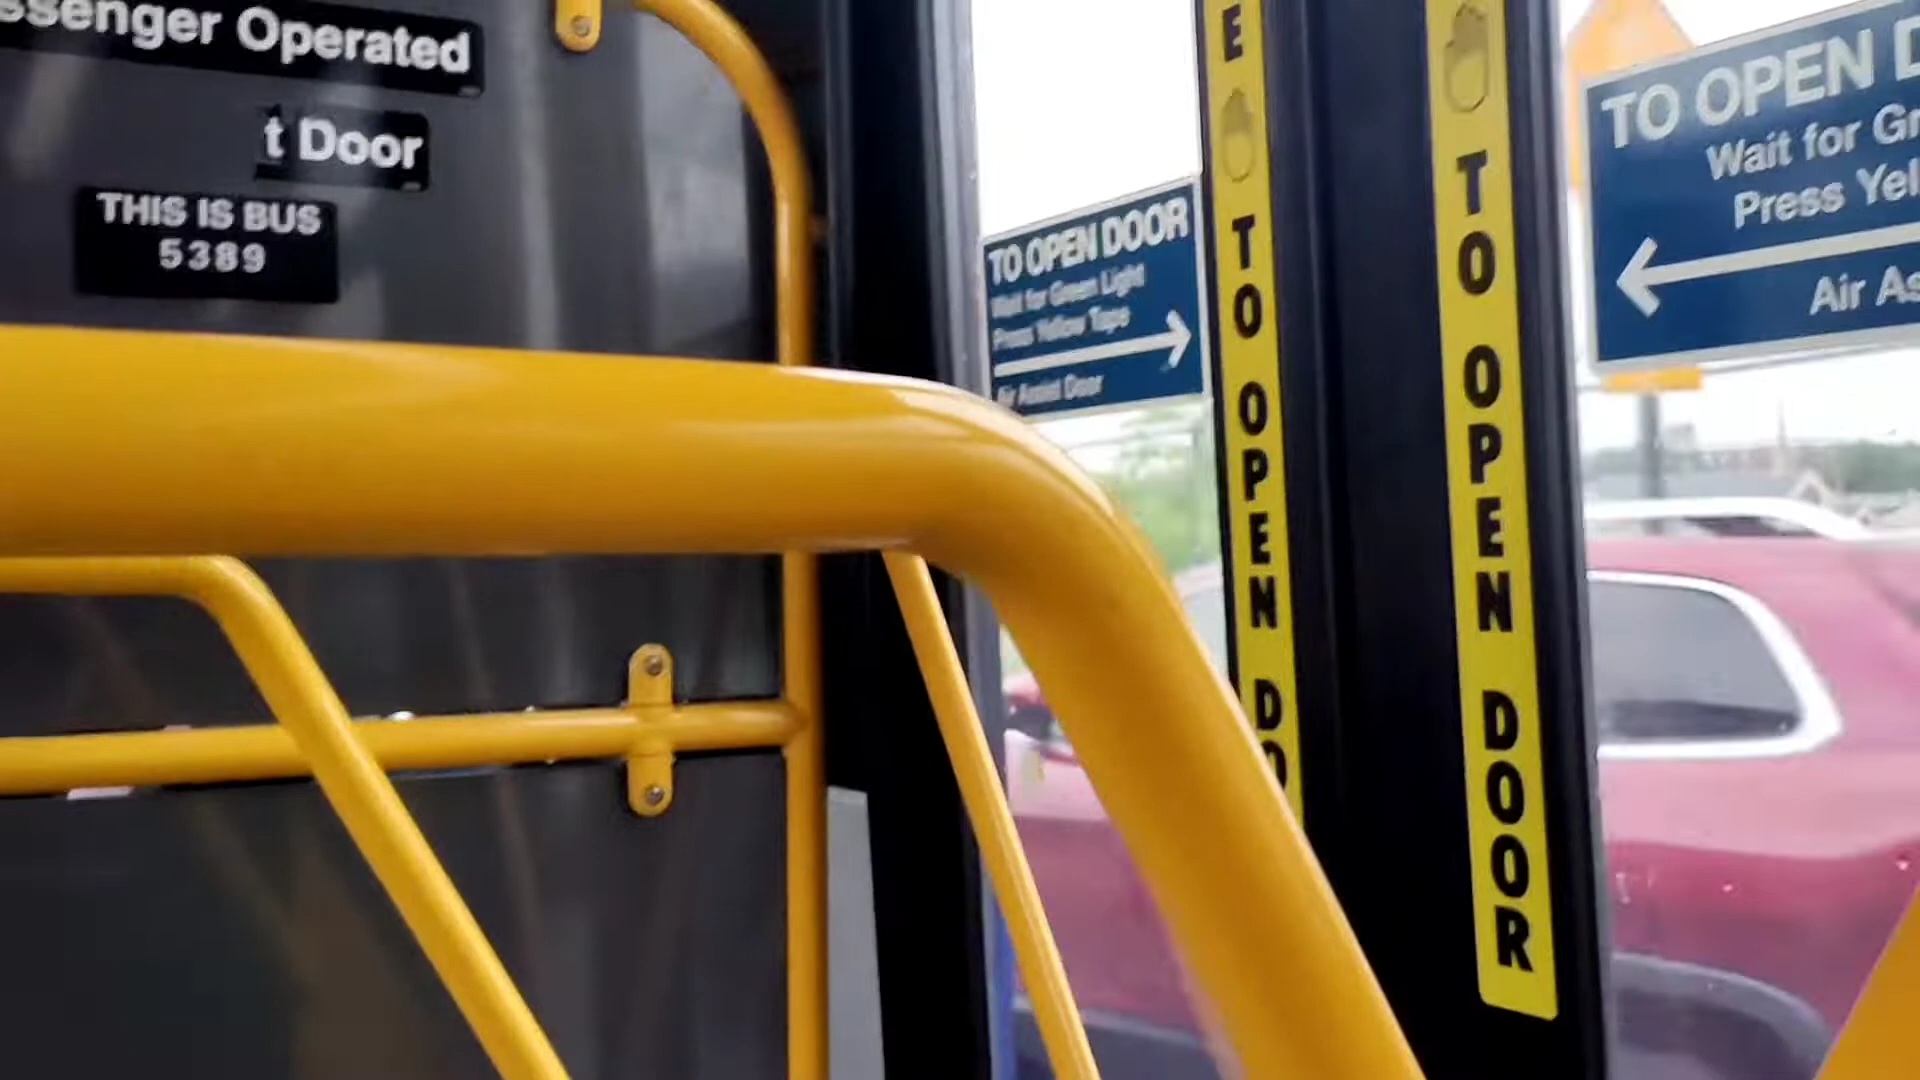 ssenger Operated
t Door
THIS IS BUS
5389
TO OPEN DOOR
Wait for Green Light
Press Yellow Tape
Air Assist Door
E TO OPEN DO
TO OPEN DOOR
TO OPEN D
Wait for Gr
Press Yel
Air As